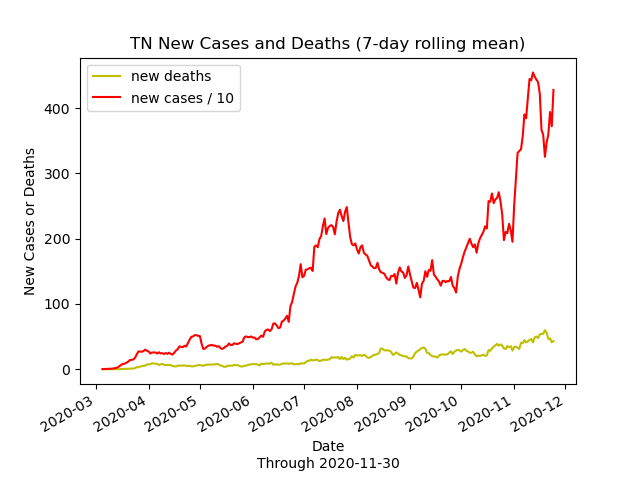 TN New Cases and Deaths (7-day rolling mean)
new deaths
new cases / 10
400
300
200
100
0
New Cases or Deaths
2020-03
2020-04
2020-05
2020-06
2020-07
2020-08
2020-09
2020-10
2020-11
2020-12
Date
Through 2020-11-30